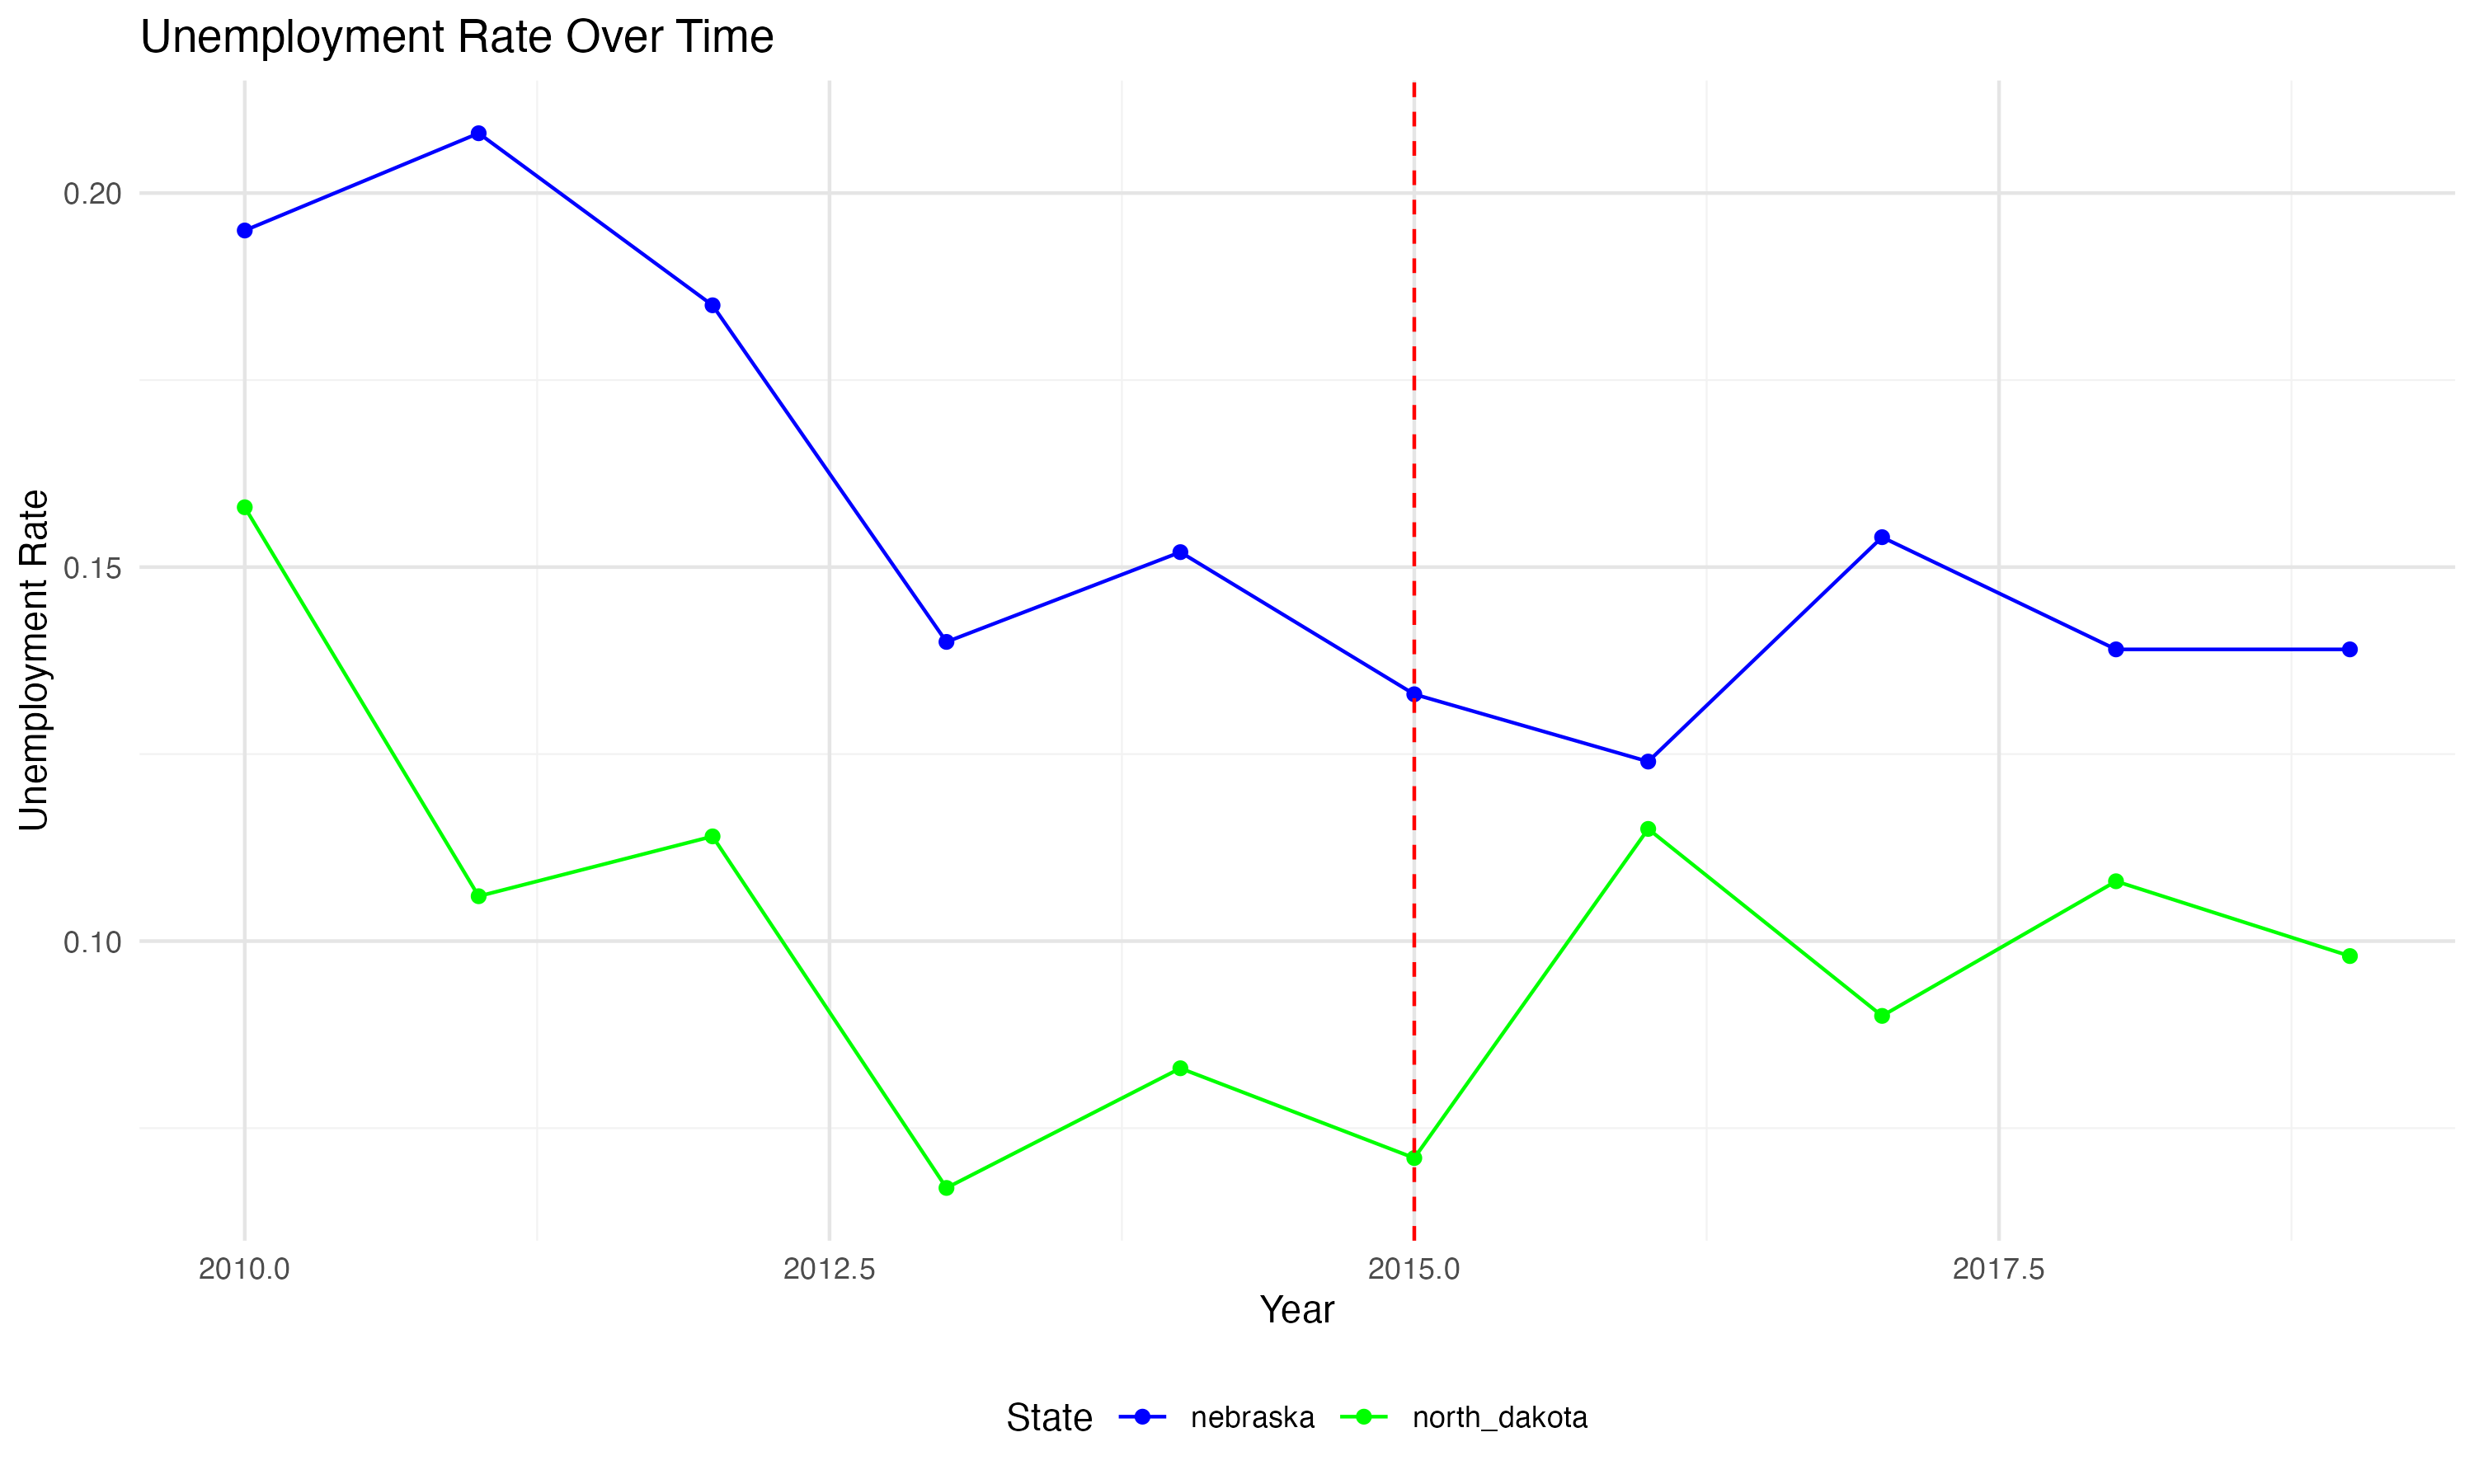 Unemployment Rate Over Time
Unemployment Rate
0.20
0.15
0.10
2010.0 2012.5 2015.0 2017.5
Year
State nebraska north_dakota